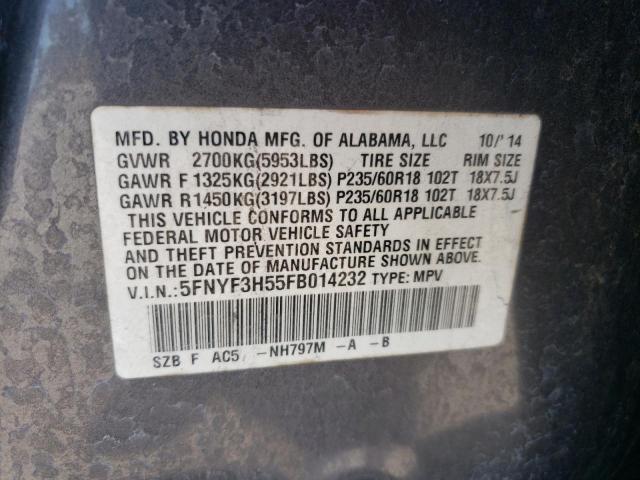 MFD. BY HONDA MFG. OF ALABAMA, LLC 10/'14
GVWR 2700KG(5953LBS) TIRE SIZE RIM SIZE
GAWR F 1325KG(2921LBS) P235/60R18 102T 18X7.5J
GAWR R 1450KG(3197LBS) P235/60R18 102T 18X7.5J
THIS VEHICLE CONFORMS TO ALL APPLICABLE
FEDERAL MOTOR VEHICLE SAFETY
AND THEFT PREVENTION STANDARDS IN EFFECT
ON THE DATE OF MANUFACTURE SHOWN ABOVE.
V.I.N.:5FNYF3H55FB014232 TYPE: MPV
SZB F AC5 -NH797M -A -B